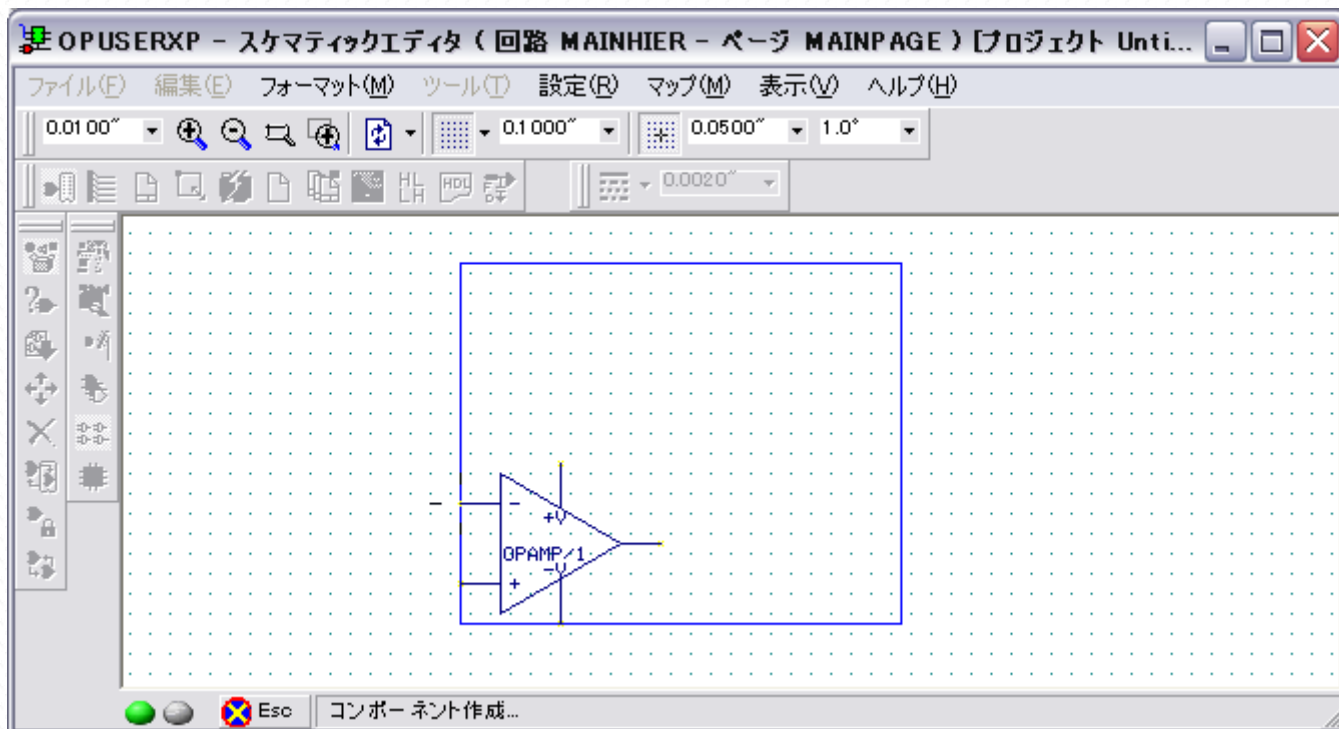 OPUSERXP - スケマティックエディタ ( 回路 MAINHIER - ページ MAINPAGE ) [プロジェクト Unti...
ファイル(F) 編集(E) フォーマット(M) ツール(T) 設定(R) マップ(M) 表示(V) ヘルプ(H)
0.0100" 0.1000" 0.0500" 1.0°
HL LH HDL 0.0020"
-
+V
OPAMP/1
-V
+
Esc コンポーネント作成...